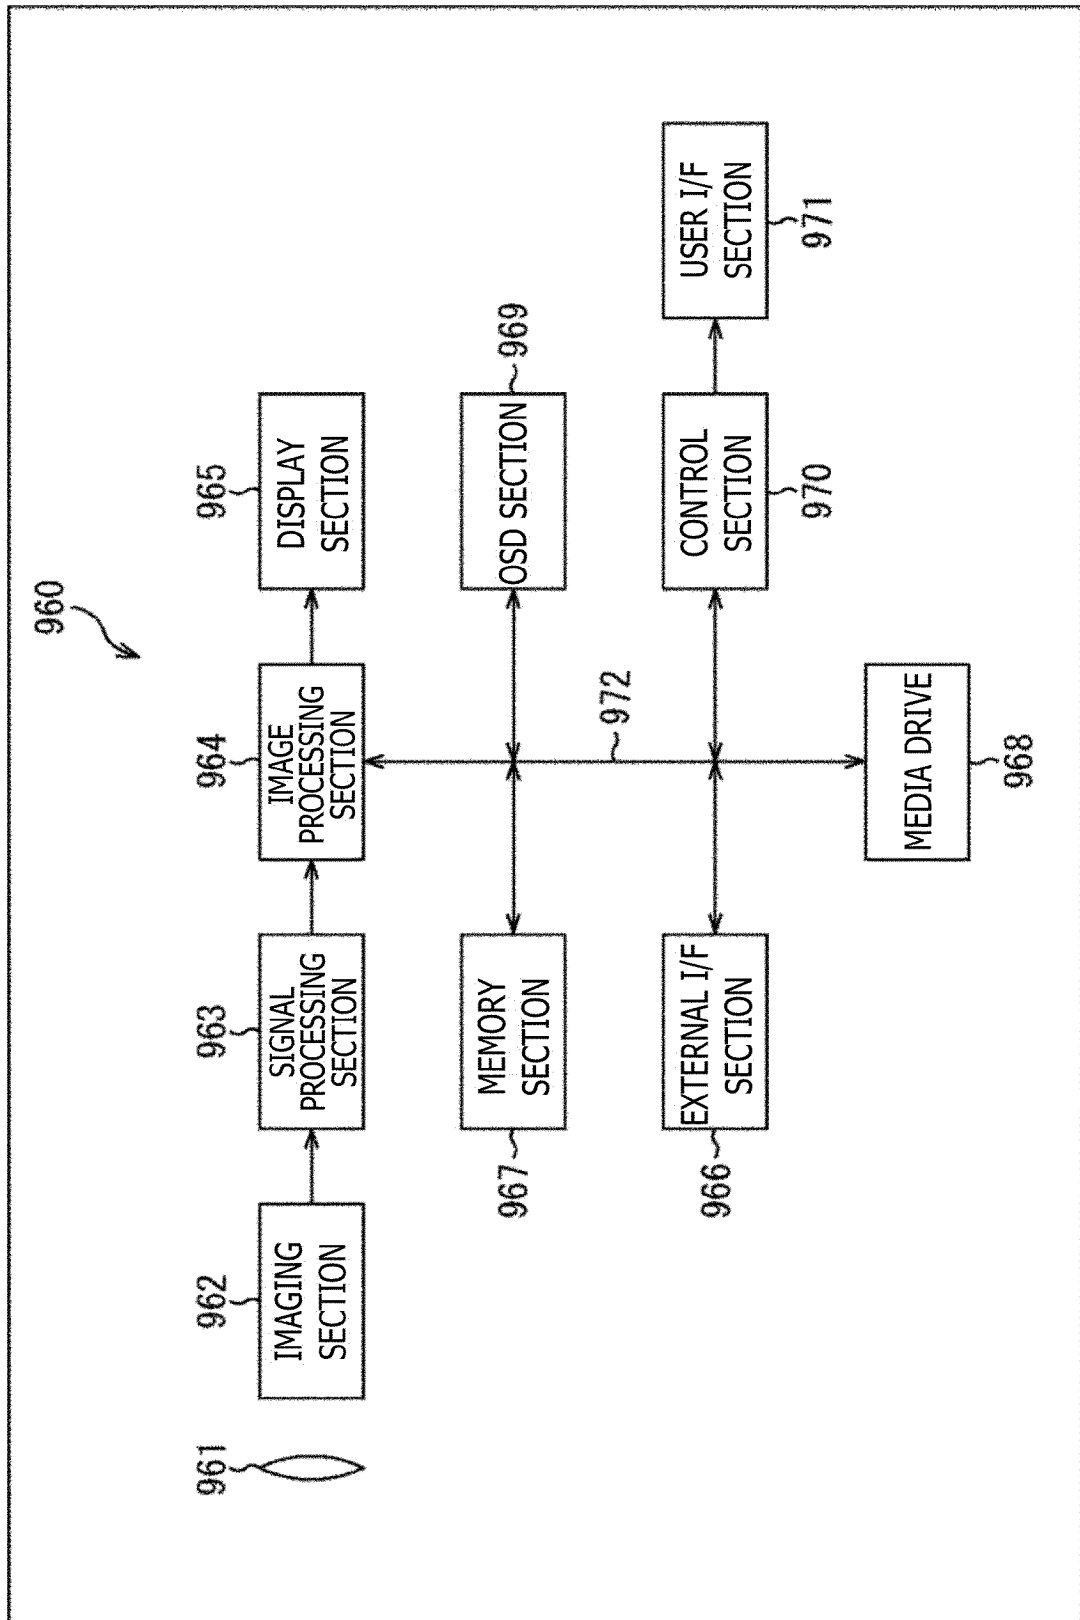 960
961
962
IMAGING
SECTION
963
SIGNAL
PROCESSING
SECTION
964
IMAGE
PROCESSING
SECTION
965
DISPLAY
SECTION
967
MEMORY
SECTION
969
OSD SECTION
972
966
EXTERNAL I/F
SECTION
970
CONTROL
SECTION
971
USER I/F
SECTION
968
MEDIA DRIVE